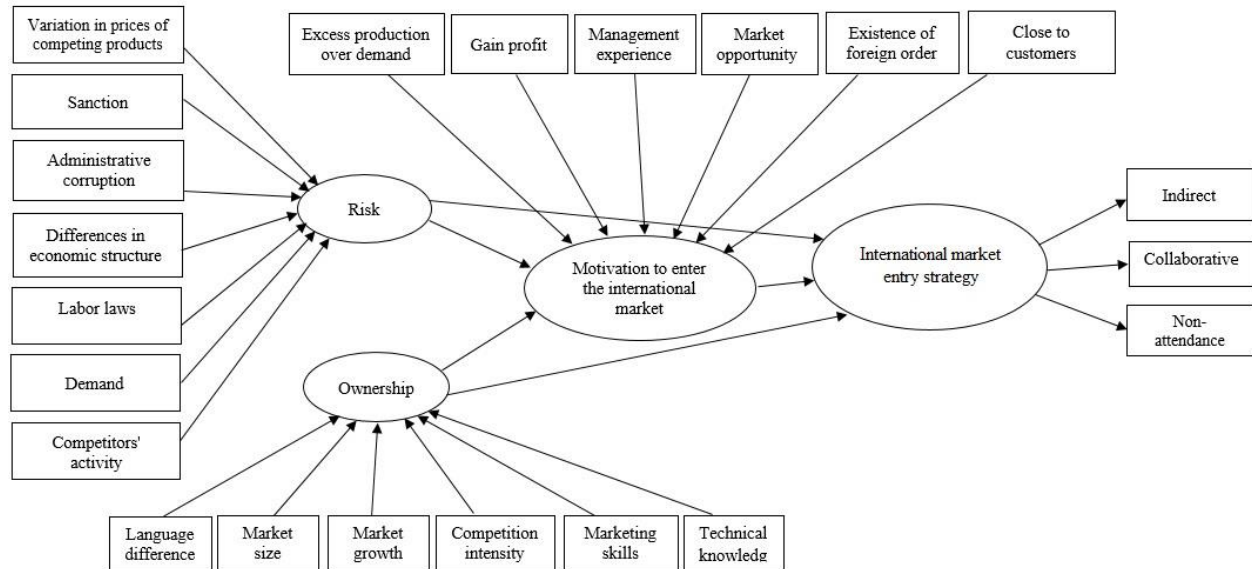 Variation in prices of
competing products
Sanction
Administrative
corruption
Differences in
economic structure
Labor laws
Demand
Competitors'
activity
Excess production
over demand
Gain profit
Management
experience
Market
opportunity
Existence of
foreign order
Close to
customers
Risk
Motivation to enter
the international
market
Ownership
International market
entry strategy
Indirect
Collaborative
Non-
attendance
Language
difference
Market
size
Market
growth
Competition
intensity
Marketing
skills
Technical
knowledg